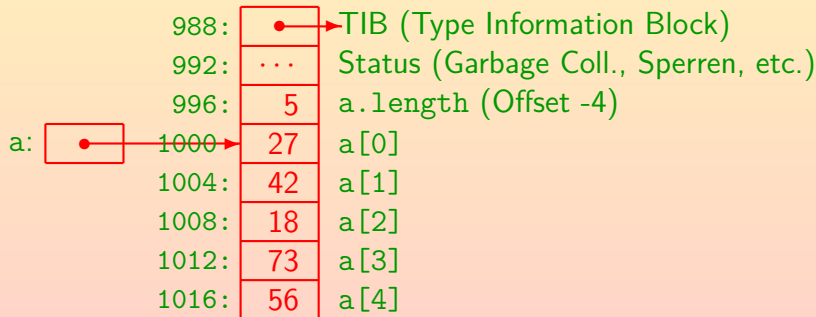 988: TIB (Type Information Block)
992: ··· Status (Garbage Coll., Sperren, etc.)
996: 5 a.length (Offset -4)
a: 1000: 27 a[0]
1004: 42 a[1]
1008: 18 a[2]
1012: 73 a[3]
1016: 56 a[4]